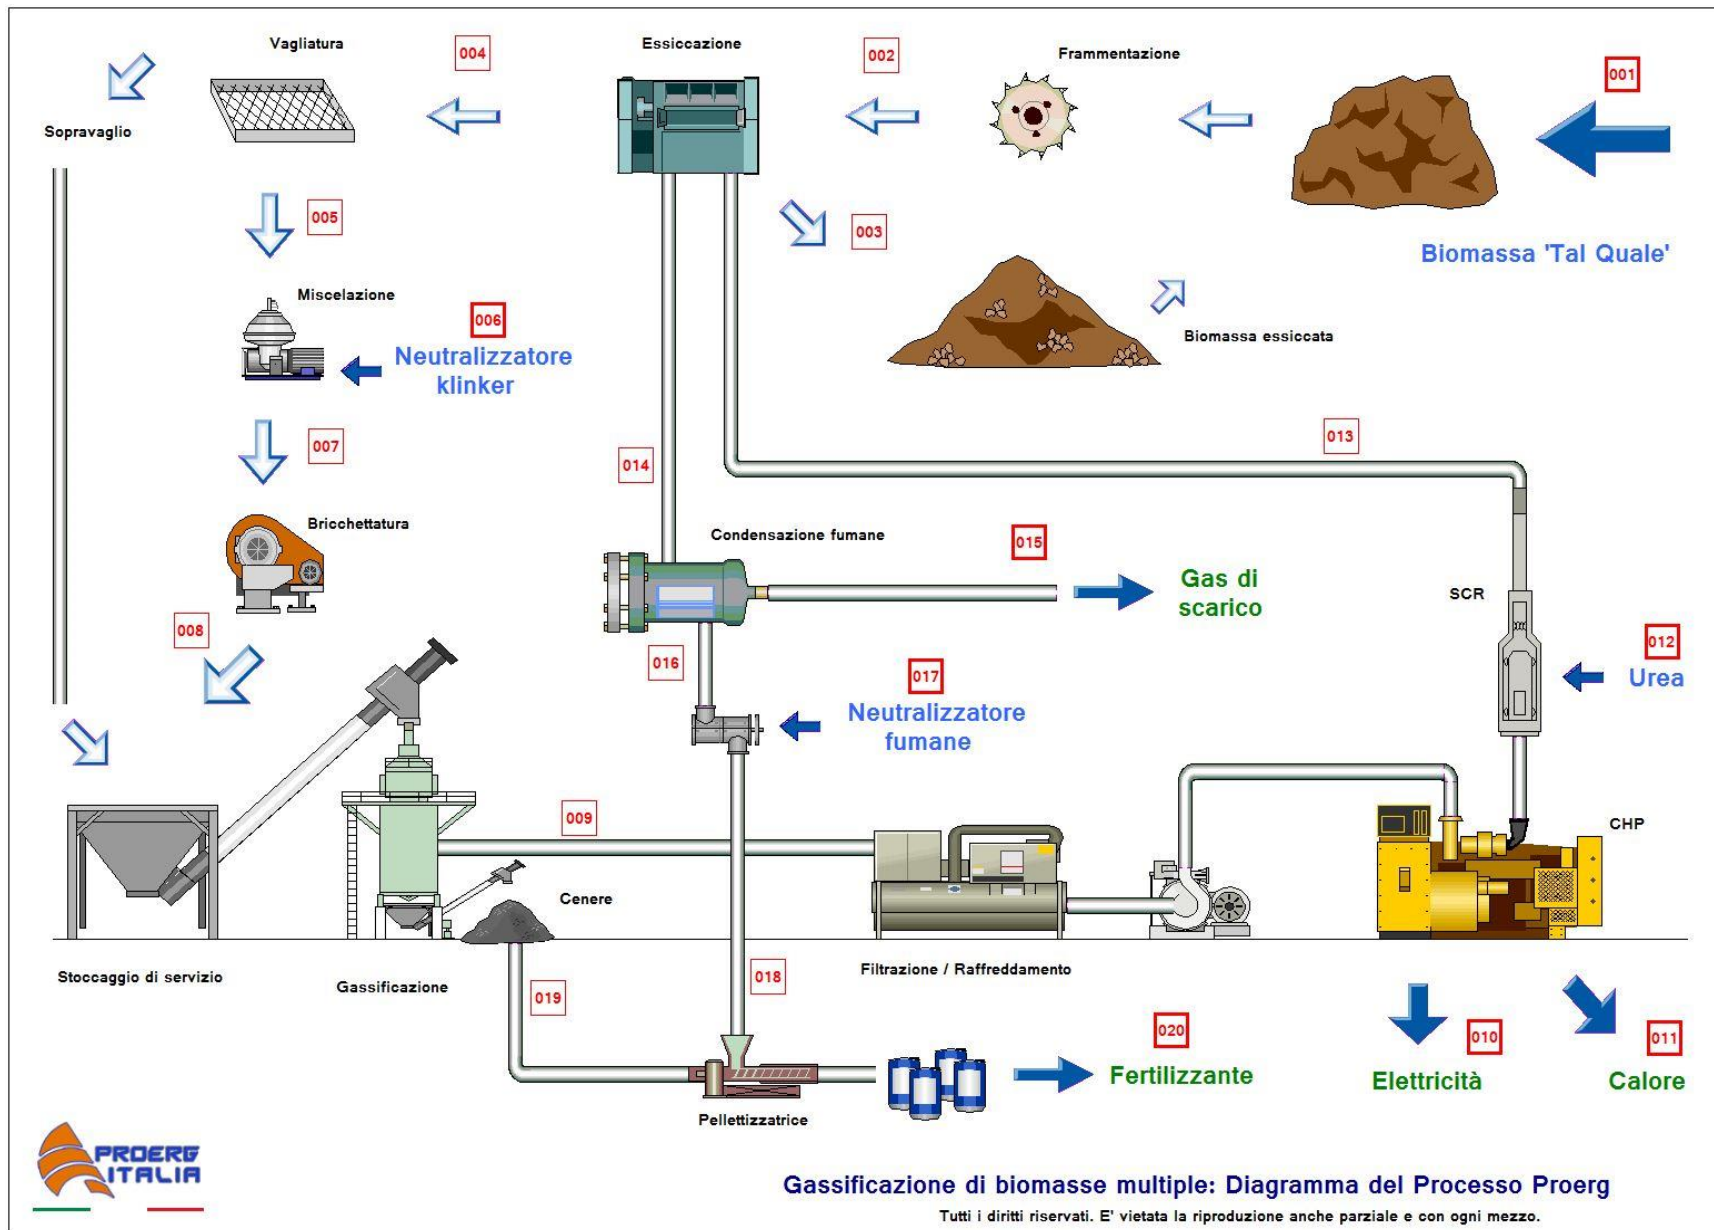 Vagliatura
004
Essiccazione
002
Frammentazione
001
Sopravaglio
005
003
Biomassa 'Tal Quale'
Miscelazione
006
Neutralizzatore
klinker
Biomassa essiccata
007
014
013
Bricchettatura
Condensazione fumane
015
Gas di
scarico
SCR
008
016
017
Neutralizzatore
fumane
012
Urea
009
CHP
Cenere
Stoccaggio di servizio
Gassificazione
019
018
Filtrazione / Raffreddamento
020
Fertilizzante
010
Elettricità
011
Calore
Pellettizzatrice
PROERG
ITALIA
Gassificazione di biomasse multiple: Diagramma del Processo Proerg
Tutti i diritti riservati. E' vietata la riproduzione anche parziale e con ogni mezzo.